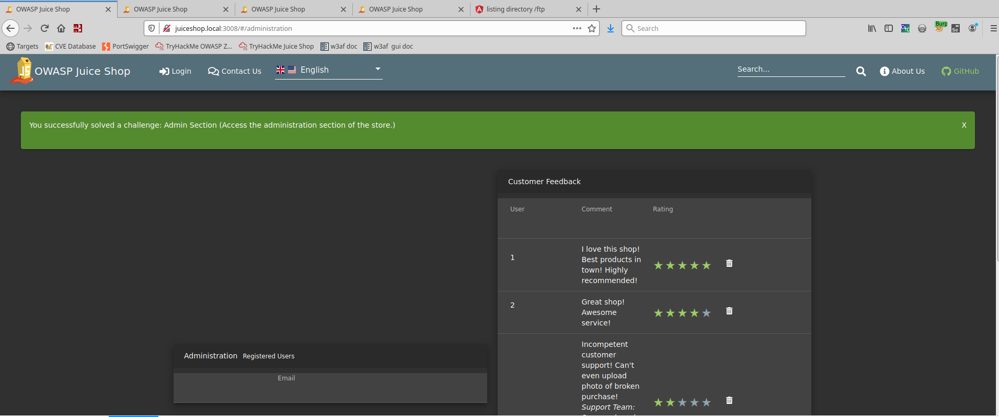 OWASP Juice Shop
OWASP Juice Shop
OWASP Juice Shop
OWASP Juice Shop
listing directory /ftp
juiceshop.local:3008/#/administration
Search
Burp
Se
Targets
CVE Database
PortSwigger
TryHackMe OWASP Z...
TryHackMe Juice Shop
w3af doc
w3af gui doc
JS
OWASP Juice Shop
Login
Contact Us
English
Search...
About Us
GitHub
You successfully solved a challenge: Admin Section (Access the administration section of the store.)
X
Customer Feedback
User
Comment
Rating
1
I love this shop!
Best products in
town! Highly
recommended!
2
Great shop!
Awesome
service!
Incompetent
customer
support! Can't
even upload
photo of broken
purchase!
Support Team:
Administration Registered Users
Email